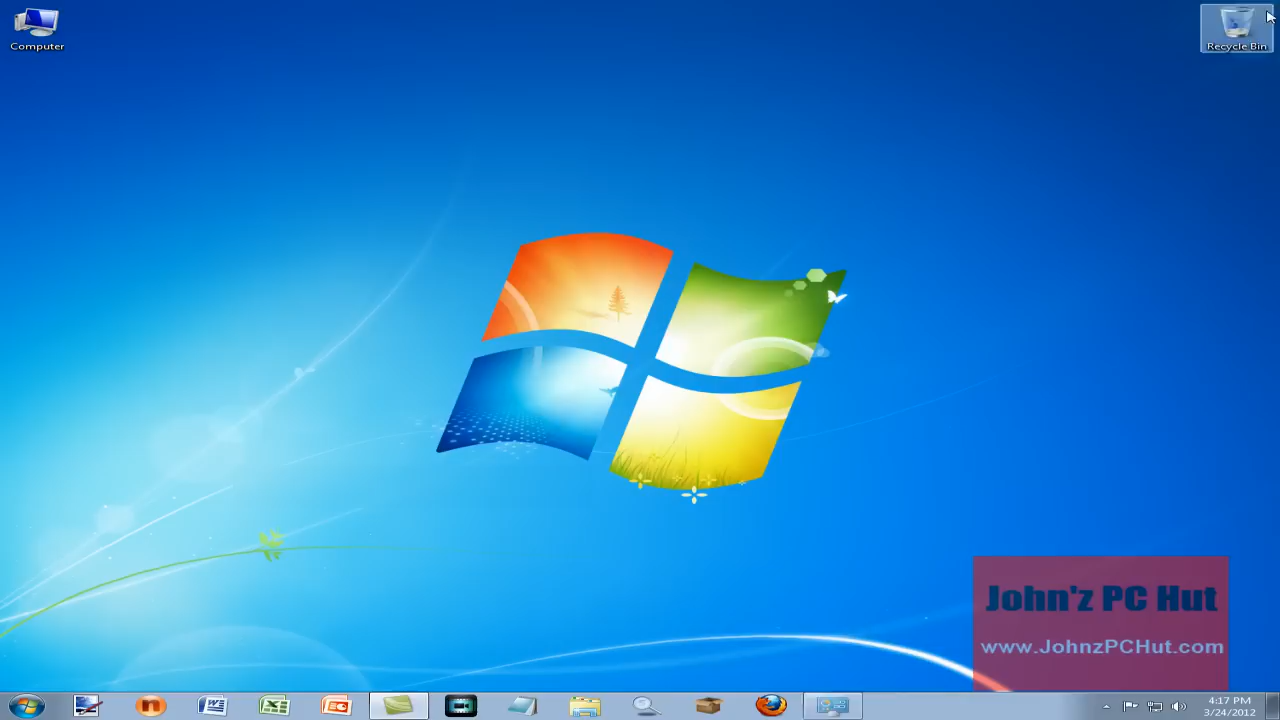 Computer
Recycle Bin
John'z PC Hut
www.JohnzPCHut.com
4:17 PM
3/24/2012